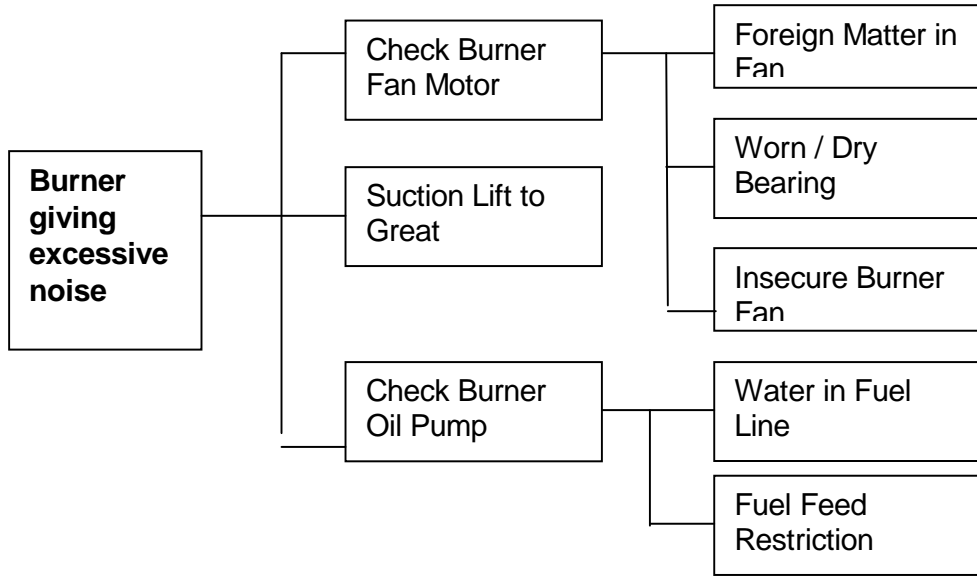 Burner
giving
excessive
noise
Check Burner
Fan Motor
Suction Lift to
Great
Check Burner
Oil Pump
Foreign Matter in
Fan
Worn / Dry
Bearing
Insecure Burner
Fan
Water in Fuel
Line
Fuel Feed
Restriction